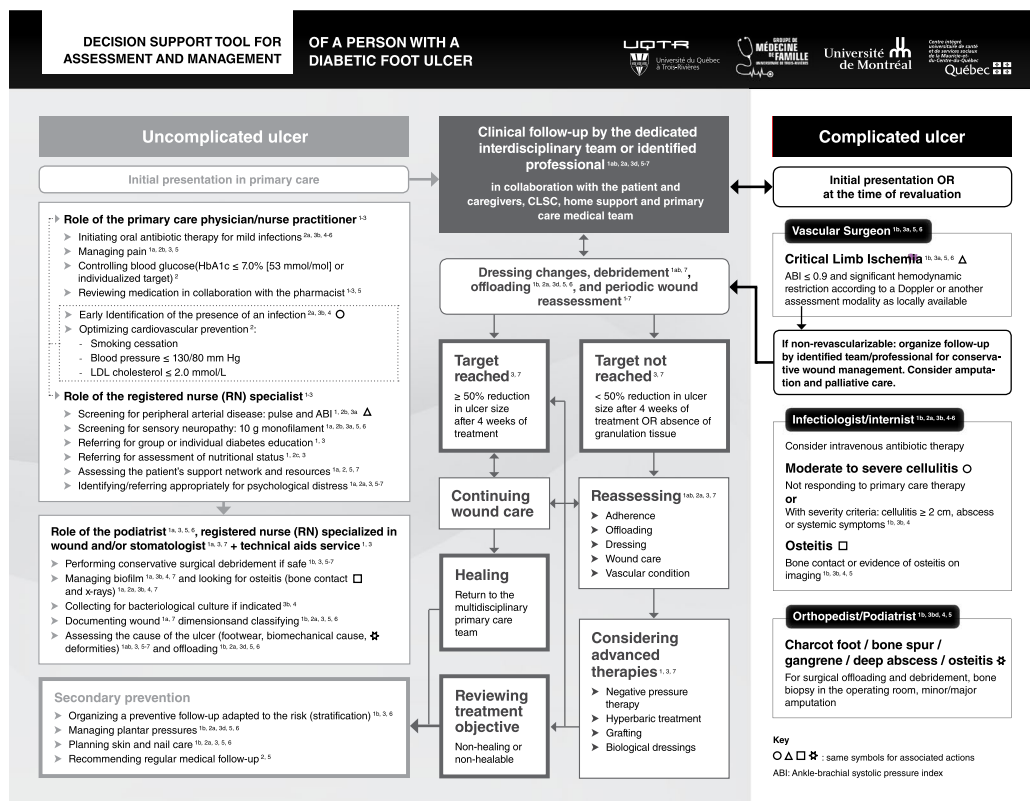 DECISION SUPPORT TOOL FOR
ASSESSMENT AND MANAGEMENT
OF A PERSON WITH A
DIABETIC FOOT ULCER
UQTR
Université du Québec
à Trois-Rivières
GROUPE DE
MÉDECINE
DE FAMILLE
UNIVERSITAIRE DE TROIS-RIVIÈRES
Université
de Montréal
Centre intégré
universitaire de santé
et de services sociaux
de la Mauricie-et-
du-Centre-du-Québec
Québec
Uncomplicated ulcer
Initial presentation in primary care
Role of the primary care physician/nurse practitioner 1-3
Initiating oral antibiotic therapy for mild infections 2a, 3b, 4-6
Managing pain 1a, 2b, 3, 5
Controlling blood glucose(HbA1c ≤ 7.0% [53 mmol/mol] or
individualized target) 2
Reviewing medication in collaboration with the pharmacist 1-3, 5
Early Identification of the presence of an infection 2a, 3b, 4 O
Optimizing cardiovascular prevention 2:
- Smoking cessation
- Blood pressure ≤ 130/80 mm Hg
- LDL cholesterol ≤ 2.0 mmol/L
Role of the registered nurse (RN) specialist 1-3
Screening for peripheral arterial disease: pulse and ABI 1, 2b, 3a Δ
Screening for sensory neuropathy: 10 g monofilament 1a, 2b, 3a, 5, 6
Referring for group or individual diabetes education 1, 3
Referring for assessment of nutritional status 1, 2c, 3
Assessing the patient's support network and resources 1a, 2, 5, 7
Identifying/referring appropriately for psychological distress 1a, 2a, 3, 5-7
Role of the podiatrist 1a, 3, 5, 6, registered nurse (RN) specialized in
wound and/or stomatologist 1a, 3, 7 + technical aids service 1, 3
Performing conservative surgical debridement if safe 1b, 3, 5-7
Managing biofilm 1a, 3b, 4, 7 and looking for osteitis (bone contact □
and x-rays) 1a, 2a, 3b, 4, 7
Collecting for bacteriological culture if indicated 3b, 4
Documenting wound 1a, 7 dimensionsand classifying 1b, 2a, 3, 5, 6
Assessing the cause of the ulcer (footwear, biomechanical cause,
deformities) 1ab, 3, 5-7 and offloading 1b, 2a, 3d, 5, 6
Secondary prevention
Organizing a preventive follow-up adapted to the risk (stratification) 1b, 3, 6
Managing plantar pressures 1b, 2a, 3d, 5, 6
Planning skin and nail care 1b, 2a, 3, 5, 6
Recommending regular medical follow-up 2, 5
Clinical follow-up by the dedicated
interdisciplinary team or identified
professional 1ab, 2a, 3d, 5-7
in collaboration with the patient and
caregivers, CLSC, home support and primary
care medical team
Dressing changes, debridement 1ab, 7,
offloading 1b, 2a, 3d, 5, 6, and periodic wound
reassessment 1-7
Target
reached 3, 7
≥ 50% reduction
in ulcer size
after 4 weeks of
treatment
Target not
reached 3, 7
< 50% reduction in ulcer
size after 4 weeks of
treatment OR absence of
granulation tissue
Continuing
wound care
Reassessing 1ab, 2a, 3, 7
Adherence
Offloading
Dressing
Wound care
Vascular condition
Healing
Return to the
multidisciplinary
primary care
team
Considering
advanced
therapies 1, 3, 7
Negative pressure
therapy
Hyperbaric treatment
Grafting
Biological dressings
Reviewing
treatment
objective
Non-healing or
non-healable
Complicated ulcer
Initial presentation OR
at the time of revaluation
Vascular Surgeon 1b, 3a, 5, 6
Critical Limb Ischemia 1b, 3a, 5, 6 Δ
ABI ≤ 0.9 and significant hemodynamic
restriction according to a Doppler or another
assessment modality as locally available
If non-revascularizable: organize follow-up
by identified team/professional for conserva-
tive wound management. Consider amputa-
tion and palliative care.
Infectiologist/internist 1b, 2a, 3b, 4-6
Consider intravenous antibiotic therapy
Moderate to severe cellulitis O
Not responding to primary care therapy
or
With severity criteria: cellulitis ≥ 2 cm, abscess
or systemic symptoms 1b, 3b, 4
Osteitis □
Bone contact or evidence of osteitis on
imaging 1b, 3b, 4, 5
Orthopedist/Podiatrist 1b, 3bd, 4, 5
Charcot foot / bone spur /
gangrene / deep abscess / osteitis
For surgical offloading and debridement, bone
biopsy in the operating room, minor/major
amputation
Key
O Δ □ : same symbols for associated actions
ABI: Ankle-brachial systolic pressure index